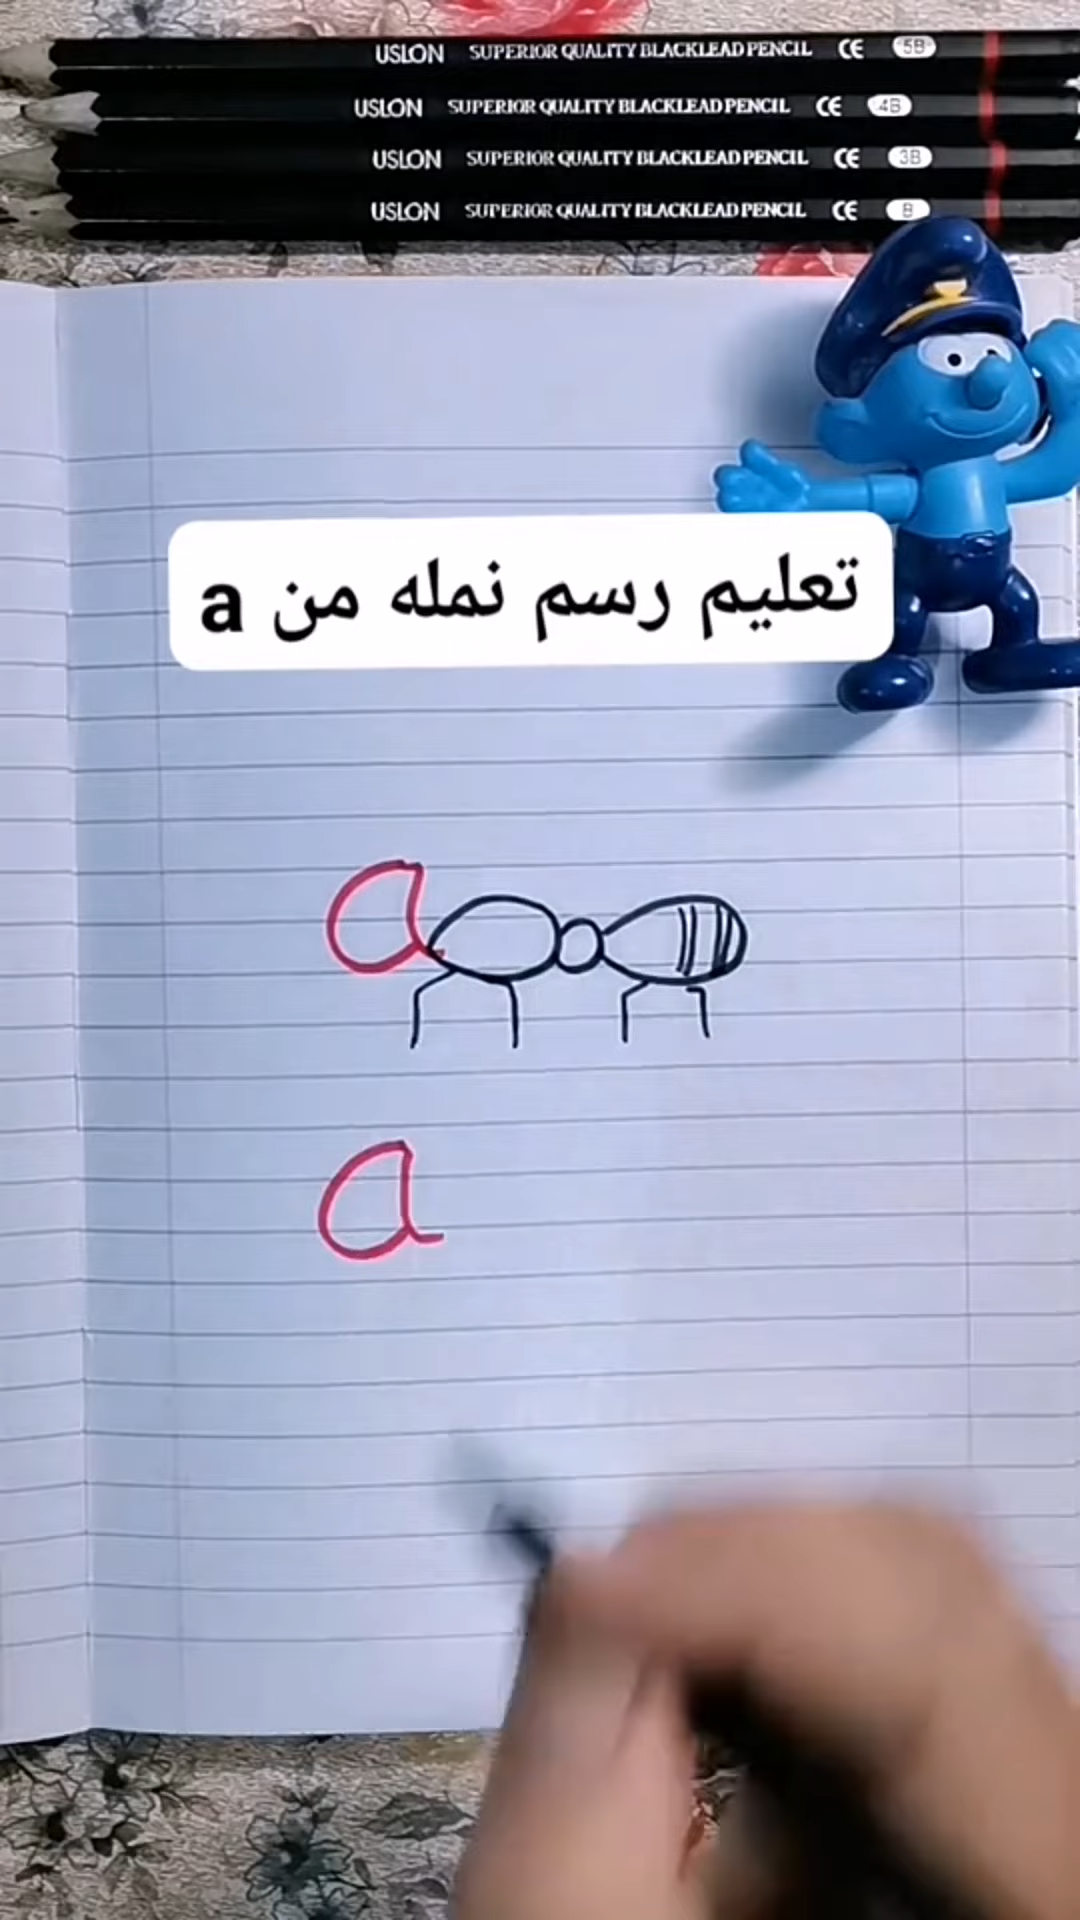 USLON SUPERIOR QUALITY BLACKLEAD PENCIL CE 5B
USLON SUPERIOR QUALITY BLACKLEAD PENCIL CE 4B
USLON SUPERIOR QUALITY BLACKLEAD PENCIL CE 3B
USLON SUPERIOR QUALITY BLACKLEAD PENCIL CE B
تعليم رسم نمله من a
a
a